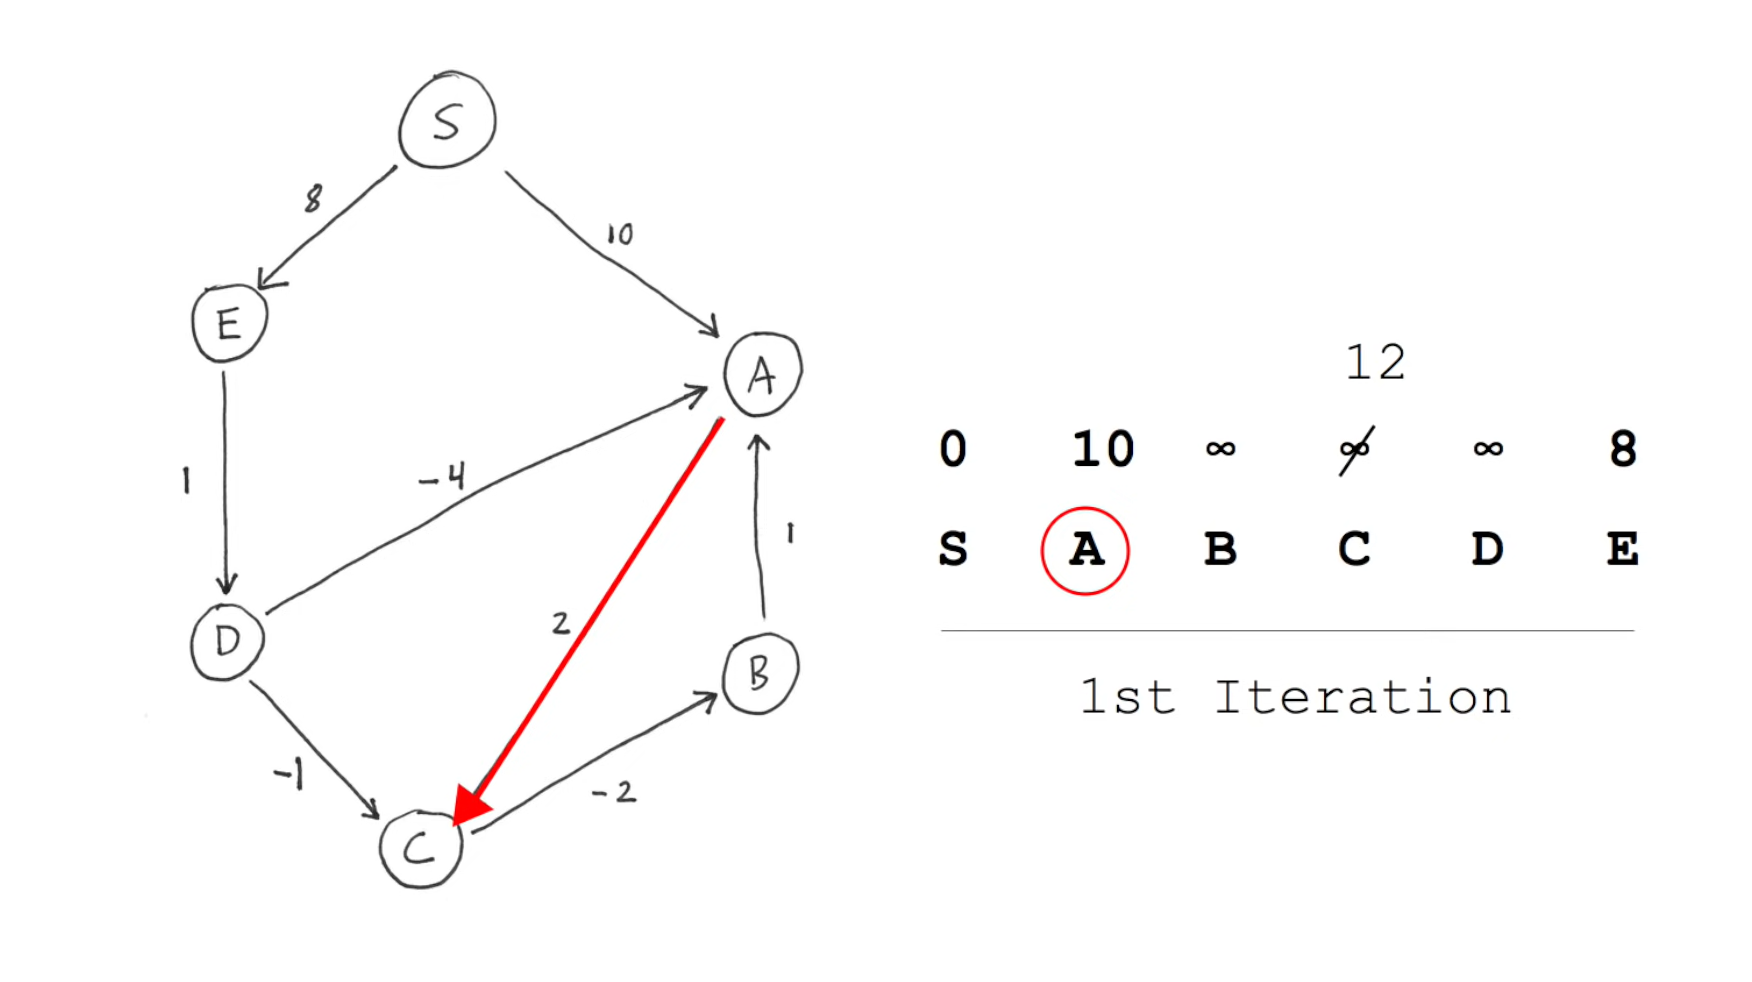 S
8
10
E
A
1
-4
1
2
D
B
-1
-2
C
12
0 10 ∞ ∞ ∞ 8
S A B C D E
1st Iteration